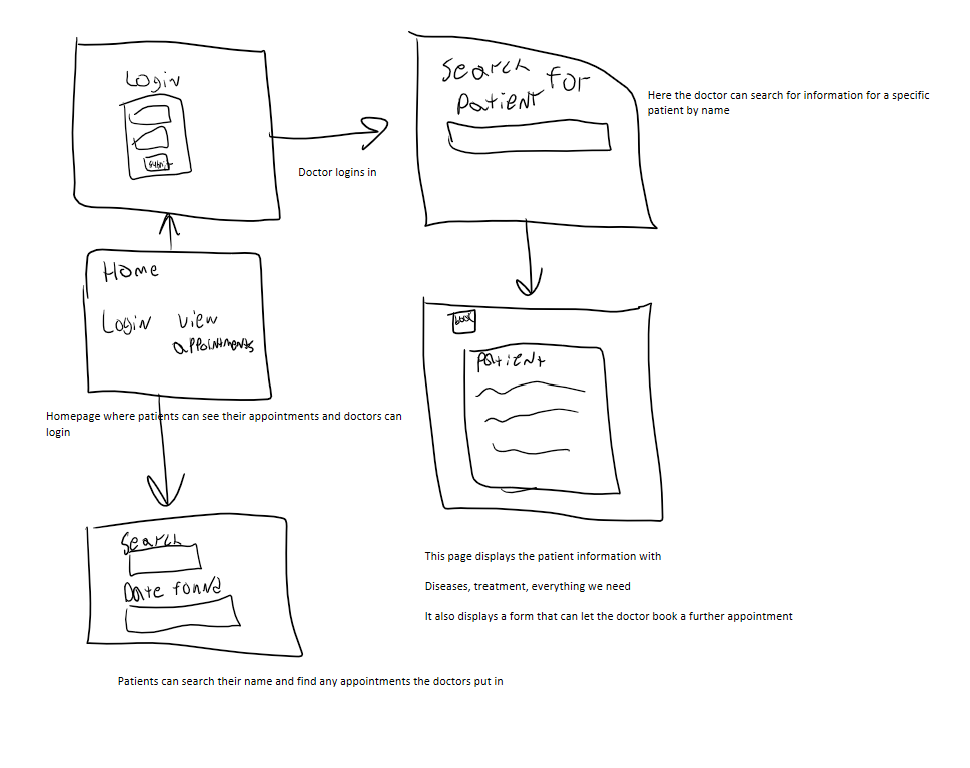 Login
submit
Doctor logins in
Search for
Patient
Here the doctor can search for information for a specific
patient by name
Home
Login View
appointments
Homepage where patients can see their appointments and doctors can
login
book
Patient
Search
Date found
Patients can search their name and find any appointments the doctors put in
This page displays the patient information with
Diseases, treatment, everything we need
It also displays a form that can let the doctor book a further appointment